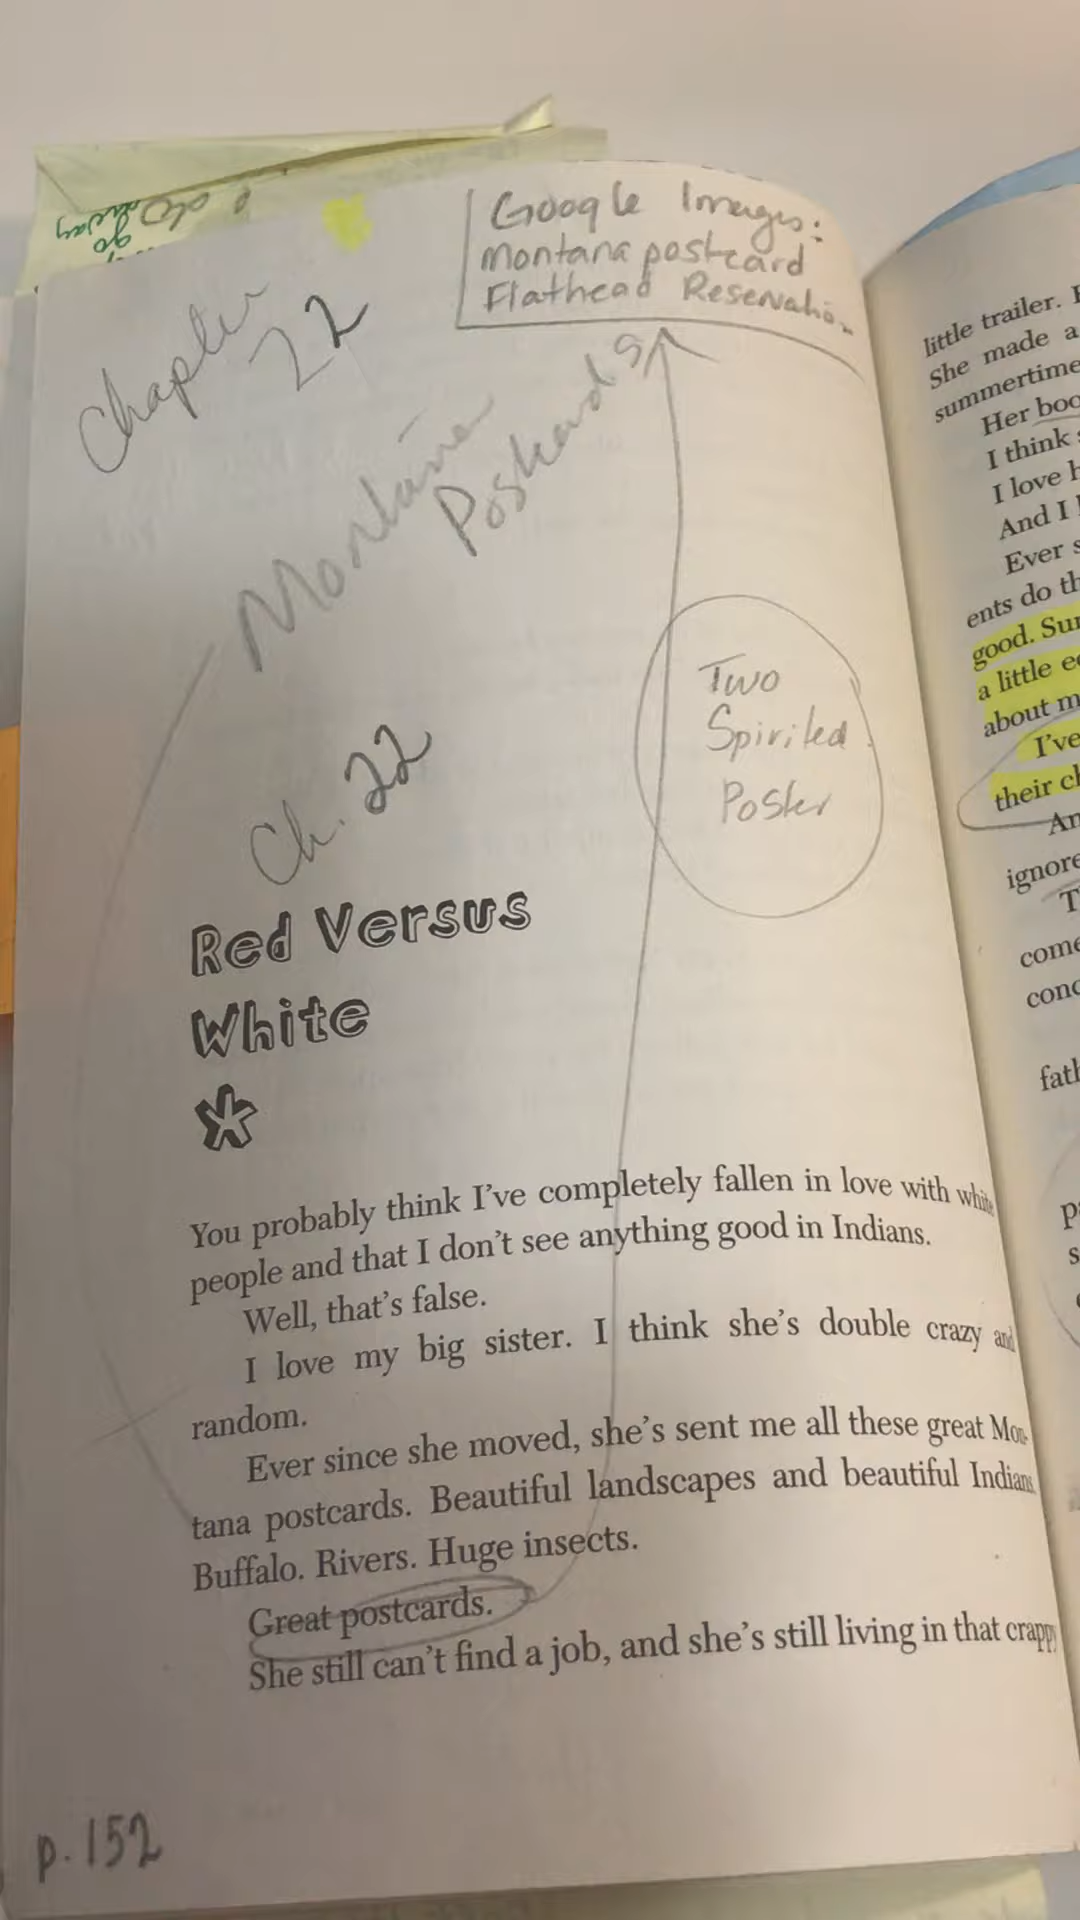 go
away
Google Images:
Montana postcard
Flathead Reservation
Chapter
22
Montana
Postcards
Two
Spirited
Poster
Ch. 22
Red Versus
White
*
You probably think I've completely fallen in love with white
people and that I don't see anything good in Indians.
Well, that's false.
I love my big sister. I think she's double crazy and
random.
Ever since she moved, she's sent me all these great Mon-
tana postcards. Beautiful landscapes and beautiful Indians.
Buffalo. Rivers. Huge insects.
Great postcards.
She still can't find a job, and she's still living in that crappy
p. 152
little trailer.
She made a
summertime
Her boo
I think
I love h
And I
Ever s
ents do th
good. Sur
a little e
about m
I've
their ch
An
ignore
T
come
conc
fath
p
s